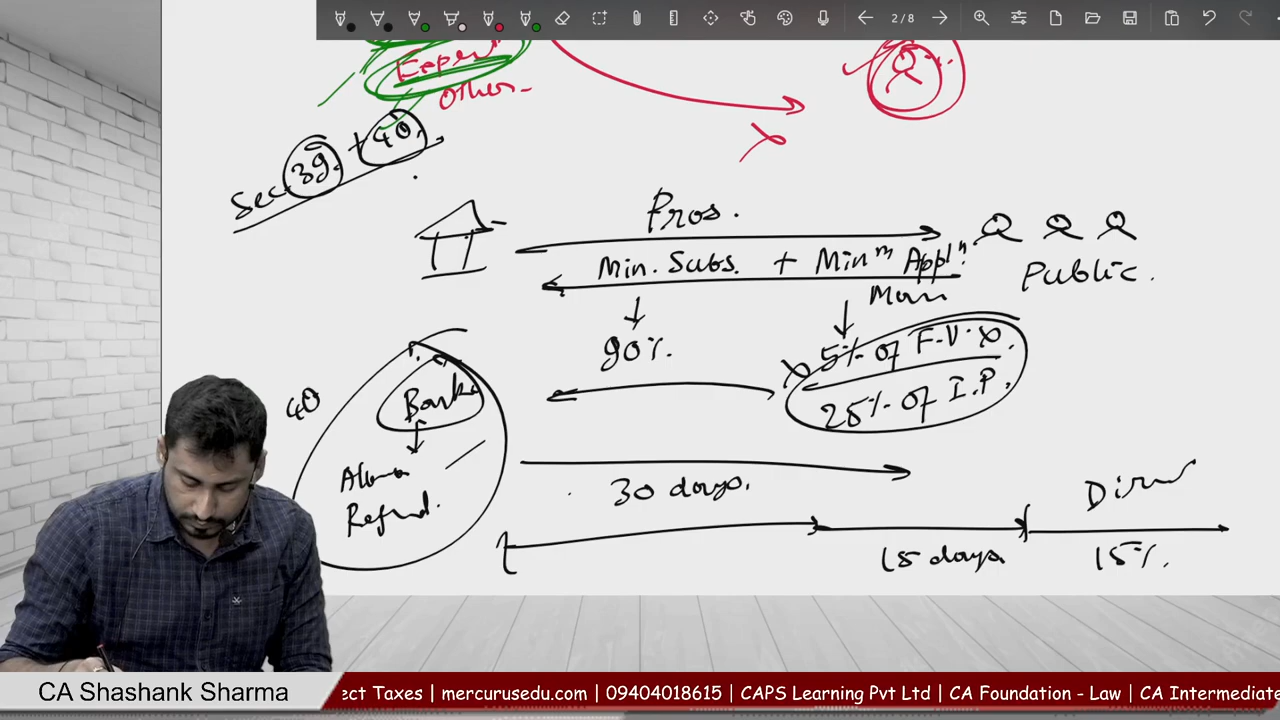 2/8
Expert
Other-
Sec 39. + 40.
Pros.
Min. Subs. + Minᵐ Applⁿ.
Public.
90%.
5% of F.V.x.
25% of I.P.
40
Bank
Refund.
30 days.
15 days
15%.
CA Shashank Sharma
ect Taxes | mercurusedu.com | 09404018615 | CAPS Learning Pvt Ltd | CA Foundation - Law | CA Intermediate